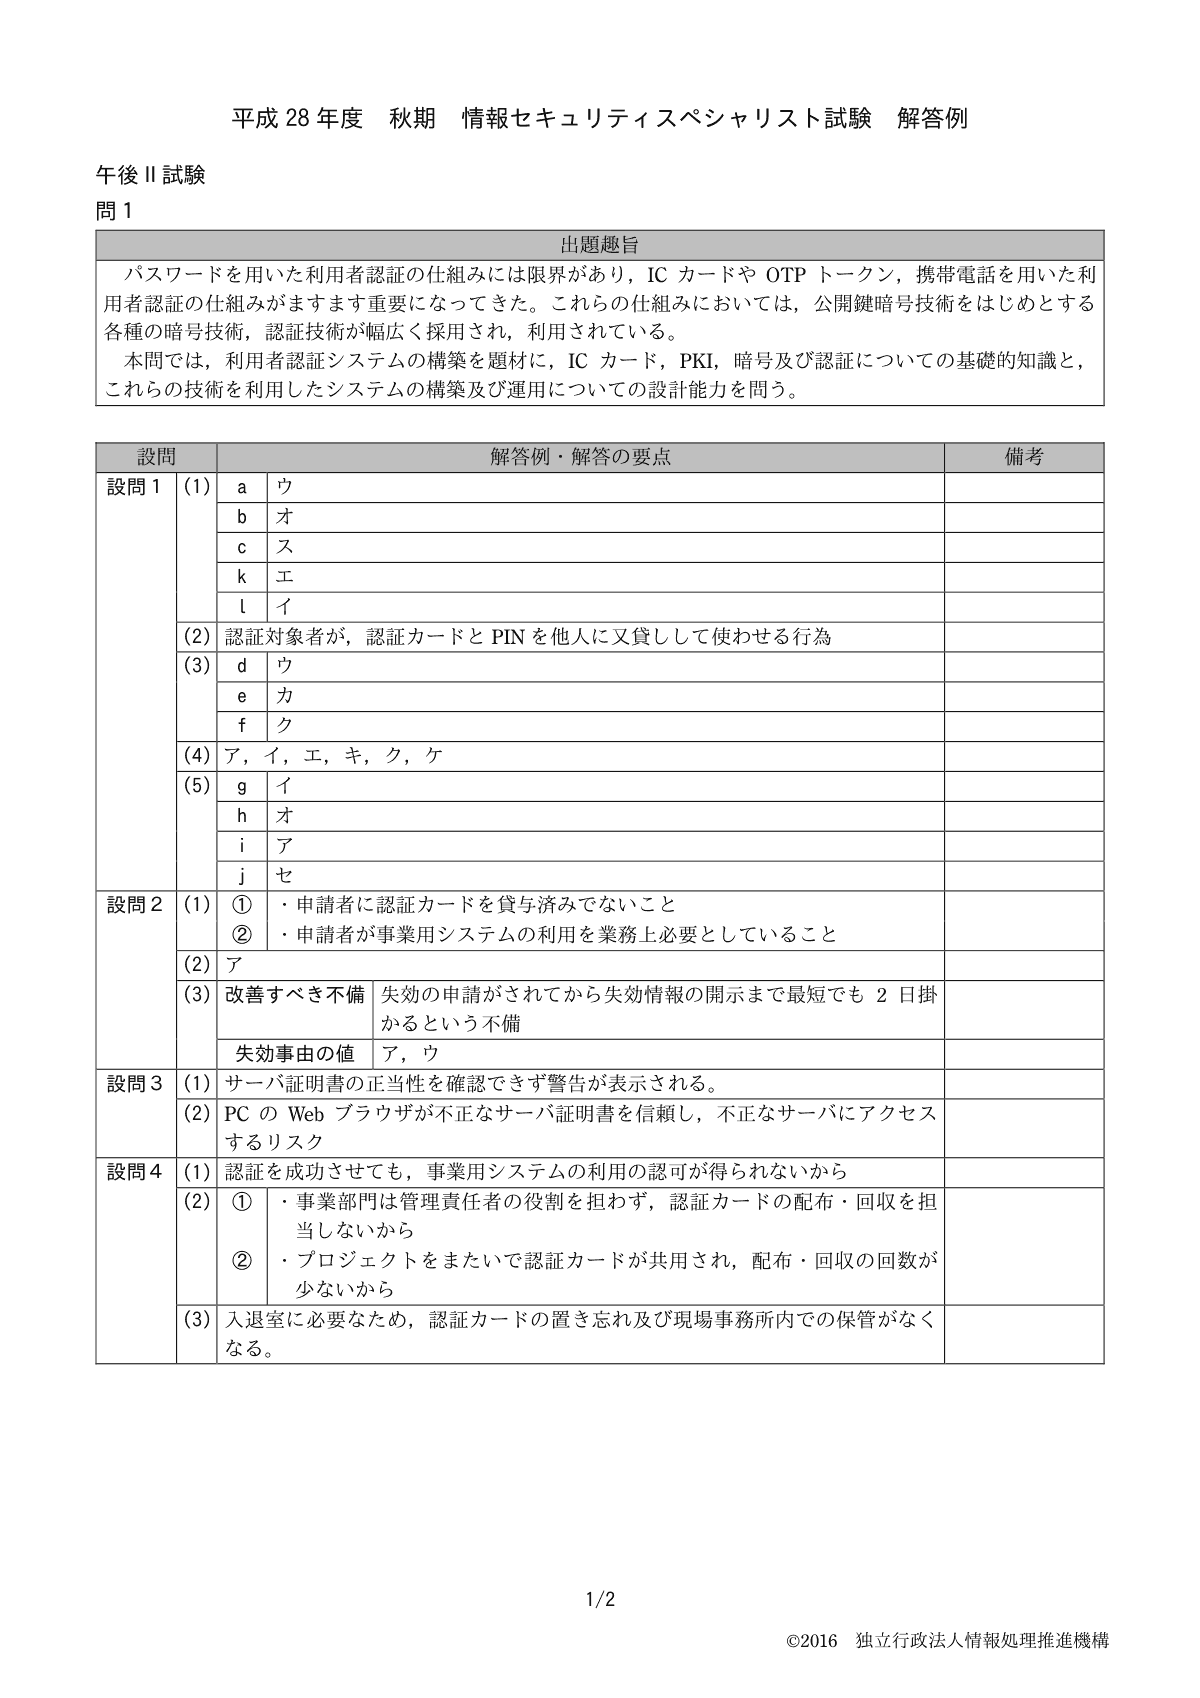 平成 28 年度　秋期　情報セキュリティスペシャリスト試験　解答例
午後 II 試験
問 1
出題趣旨
パスワードを用いた利用者認証の仕組みには限界があり，IC カードや OTP トークン，携帯電話を用いた利
用者認証の仕組みがますます重要になってきた。これらの仕組みにおいては，公開鍵暗号技術をはじめとする
各種の暗号技術，認証技術が幅広く採用され，利用されている。
本問では，利用者認証システムの構築を題材に，IC カード，PKI，暗号及び認証についての基礎的知識と，
これらの技術を利用したシステムの構築及び運用についての設計能力を問う。
設問 解答例・解答の要点 備考
設問 1 (1) a ウ
b オ
c ス
k エ
l イ
(2) 認証対象者が，認証カードと PIN を他人に又貸しして使わせる行為
(3) d ウ
e カ
f ク
(4) ア，イ，エ，キ，ク，ケ
(5) g イ
h オ
i ア
j セ
設問 2 (1) ① ・申請者に認証カードを貸与済みでないこと
② ・申請者が事業用システムの利用を業務上必要としていること
(2) ア
(3) 改善すべき不備 失効の申請がされてから失効情報の開示まで最短でも 2 日掛
かるという不備
失効事由の値 ア，ウ
設問 3 (1) サーバ証明書の正当性を確認できず警告が表示される。
(2) PC の Web ブラウザが不正なサーバ証明書を信頼し，不正なサーバにアクセス
するリスク
設問 4 (1) 認証を成功させても，事業用システムの利用の認可が得られないから
(2) ① ・事業部門は管理責任者の役割を担わず，認証カードの配布・回収を担
当しないから
② ・プロジェクトをまたいで認証カードが共用され，配布・回収の回数が
少ないから
(3) 入退室に必要なため，認証カードの置き忘れ及び現場事務所内での保管がなく
なる。
1/2
©2016　独立行政法人情報処理推進機構